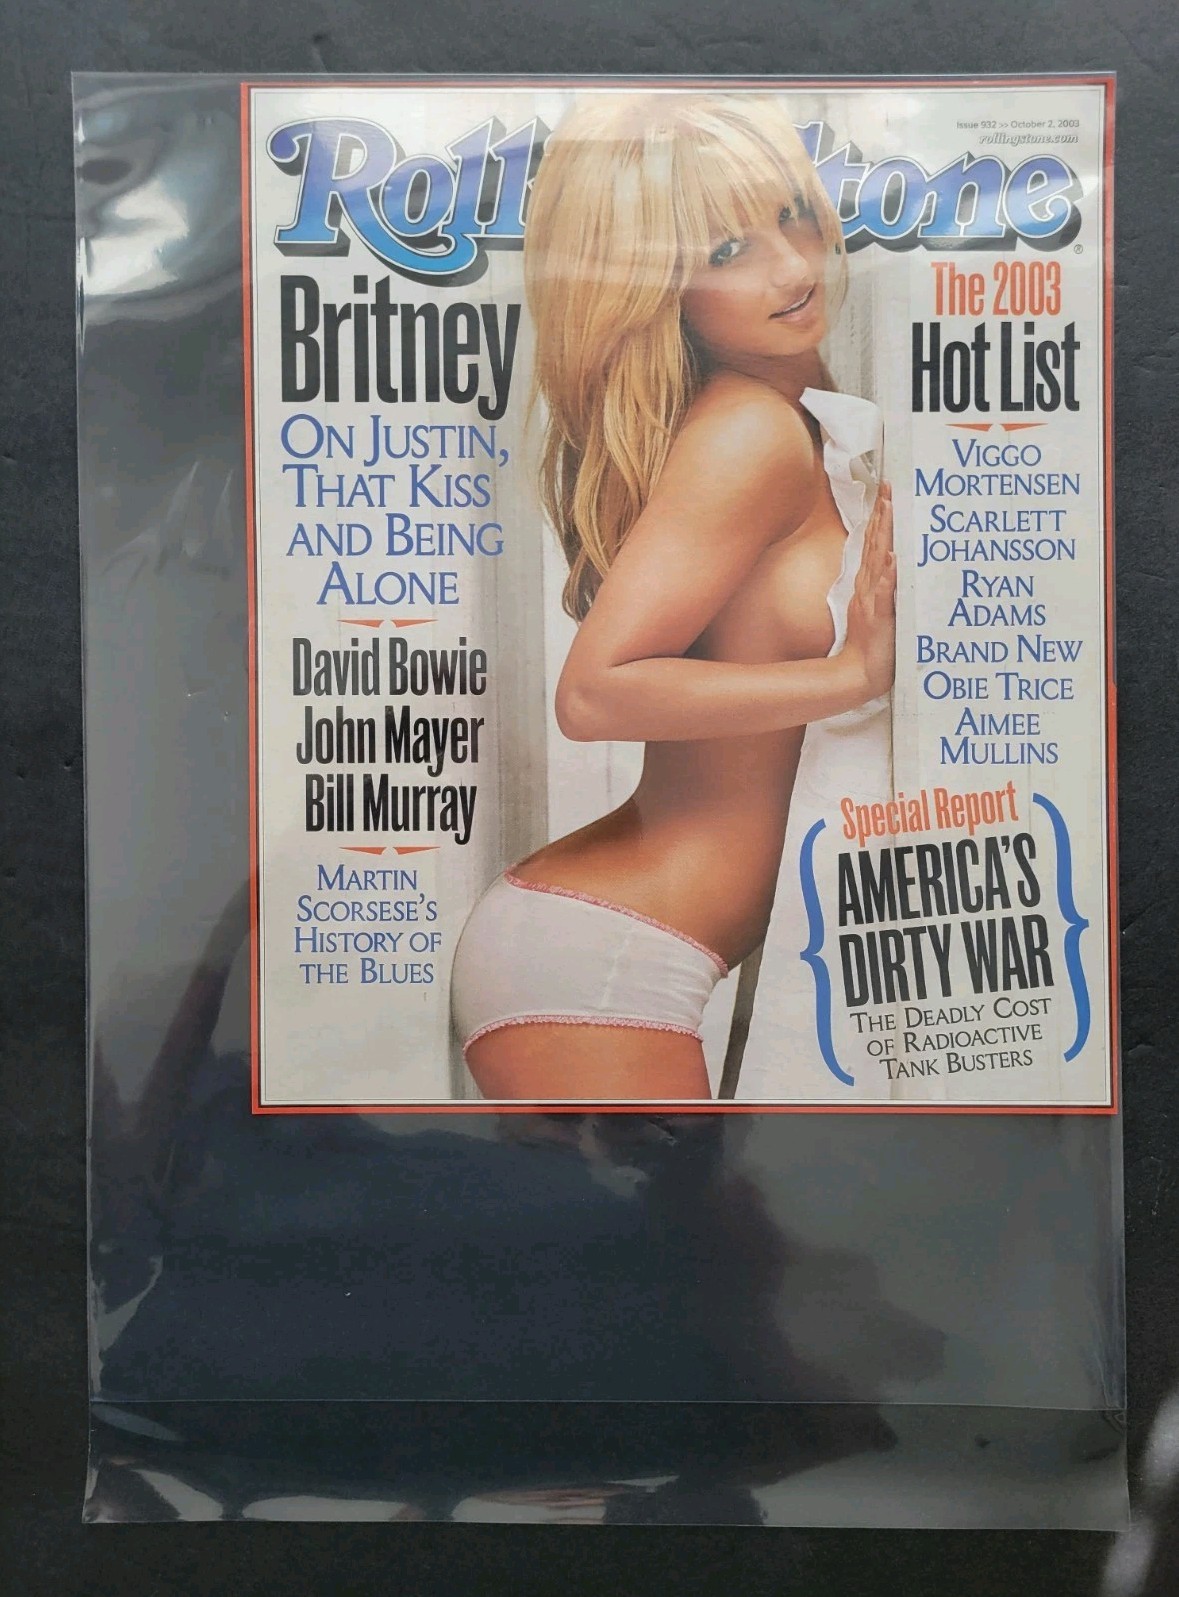 Issue 932 >> October 2, 2003
rollingstone.com
Roll Stone
Britney
ON JUSTIN,
THAT KISS
AND BEING
ALONE
David Bowie
John Mayer
Bill Murray
MARTIN
SCORSESE'S
HISTORY OF
THE BLUES
The 2003
Hot List
VIGGO
MORTENSEN
SCARLETT
JOHANSSON
RYAN
ADAMS
BRAND NEW
OBIE TRICE
AIMEE
MULLINS
Special Report
AMERICA'S
DIRTY WAR
THE DEADLY COST
OF RADIOACTIVE
TANK BUSTERS